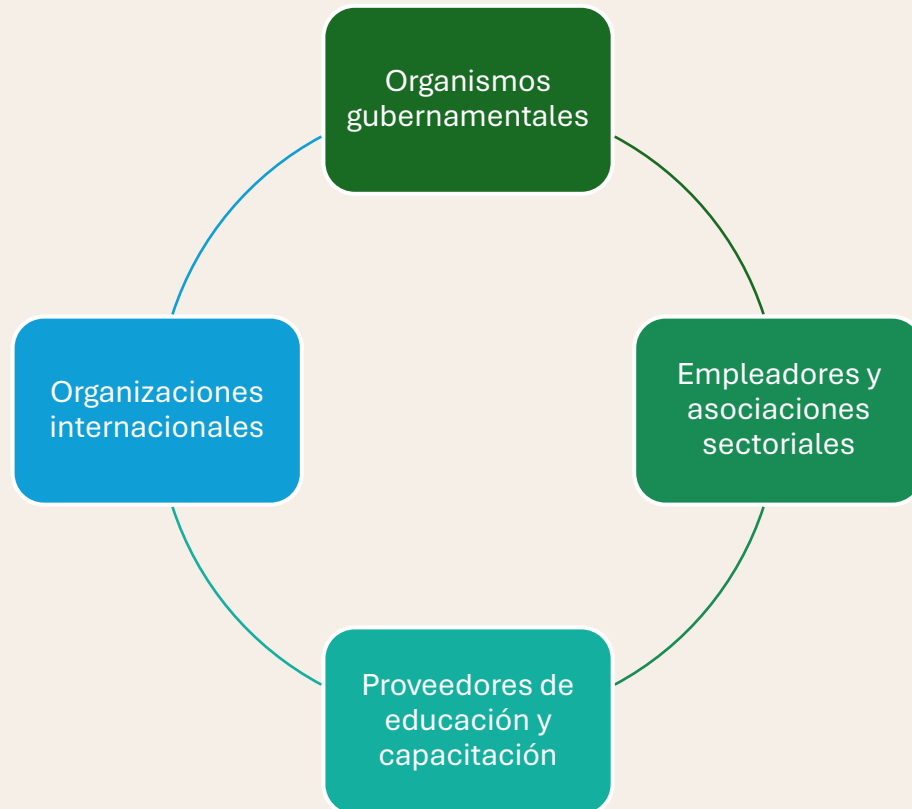 Organismos
gubernamentales
Empleadores y
asociaciones
sectoriales
Proveedores de
educación y
capacitación
Organizaciones
internacionales